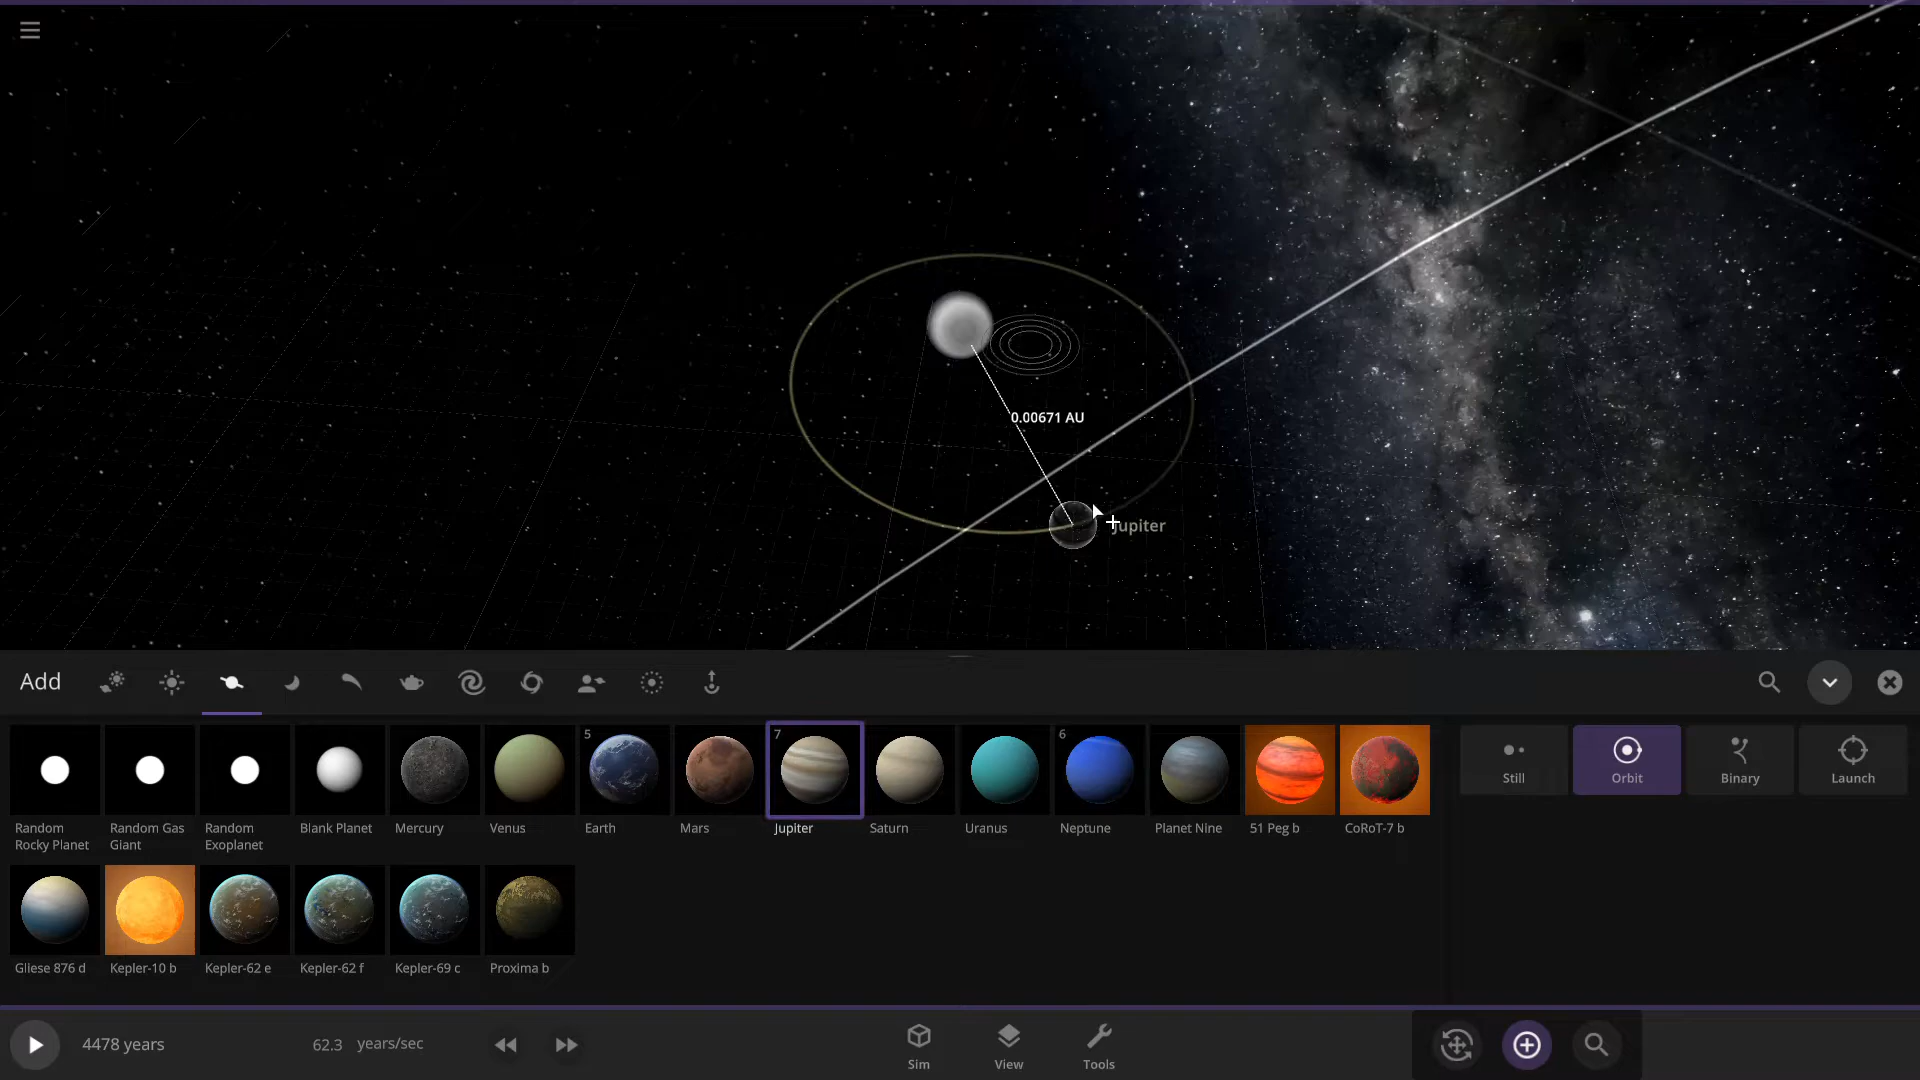 0.00671 AU
Jupiter
Add
5
7
6
Random
Rocky Planet
Random Gas
Giant
Random
Exoplanet
Blank Planet
Mercury
Venus
Earth
Mars
Jupiter
Saturn
Uranus
Neptune
Planet Nine
51 Peg b
CoRoT-7 b
Still
Orbit
Binary
Launch
Gliese 876 d
Kepler-10 b
Kepler-62 e
Kepler-62 f
Kepler-69 c
Proxima b
4478 years
62.3 years/sec
Sim
View
Tools